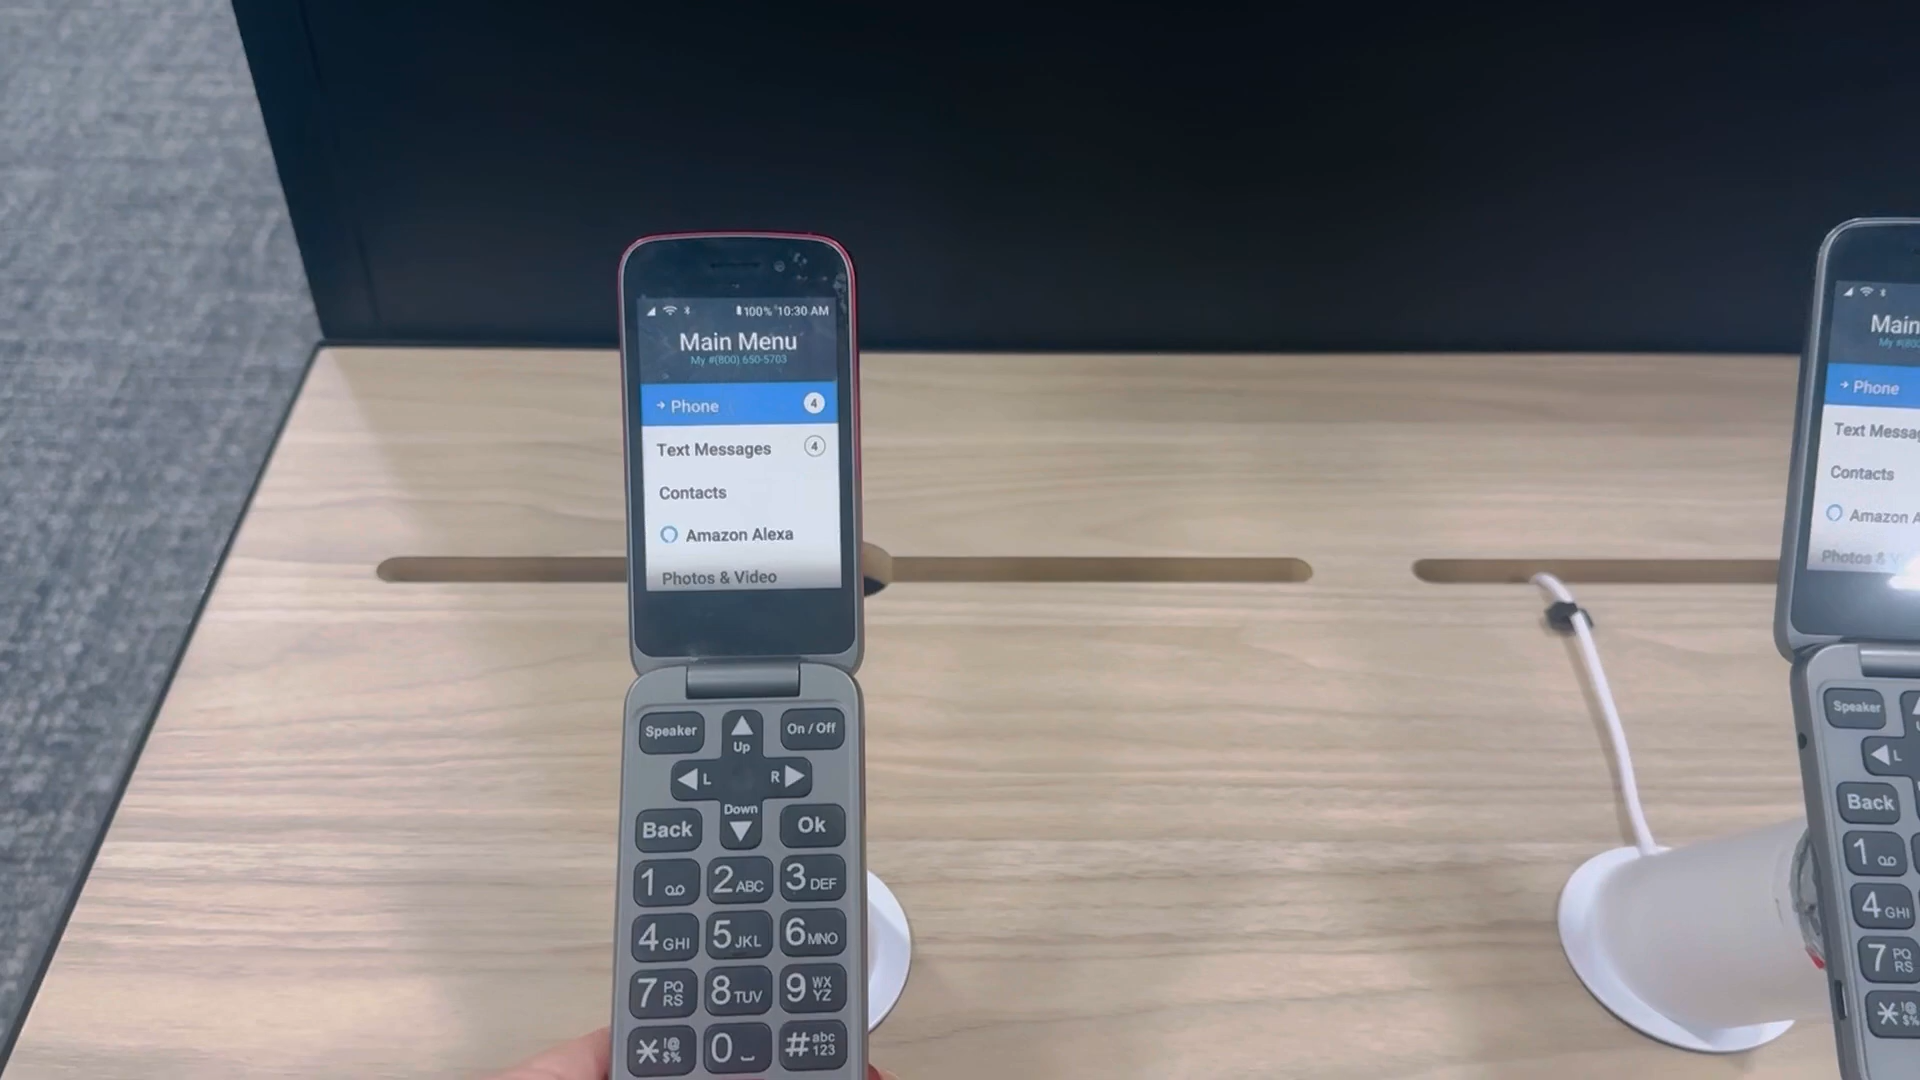 100% 10:30 AM
Main Menu
My #(800) 650-5703
→ Phone 4
Text Messages 4
Contacts
Amazon Alexa
Photos & Video
Speaker Up On / Off
L R
Back Down Ok
1 2 ABC 3 DEF
4 GHI 5 JKL 6 MNO
7 PQRS 8 TUV 9 WXYZ
* !@$% 0 # abc 123
Main
My #(80
→ Phone
Text Messag
Contacts
Amazon A
Photos & V
Speaker
L
Back
1
4 GHI
7 PQRS
* !@$%